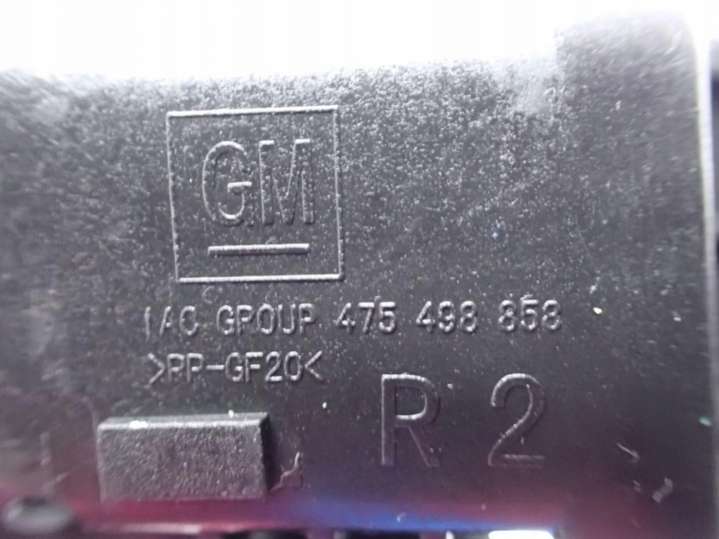 GM
IAC GROUP 475 498 858
>PP-GF20<
R 2